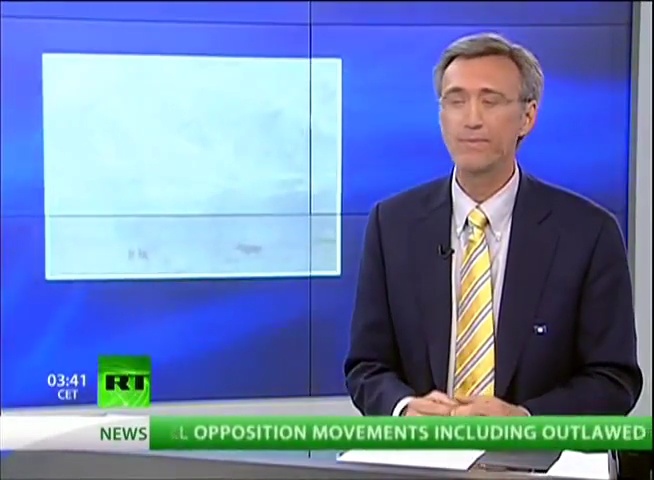 03:41
CET
RT
NEWS
L OPPOSITION MOVEMENTS INCLUDING OUTLAWED